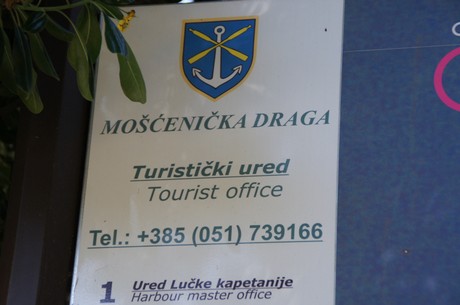 MOŠĆENIČKA DRAGA
Turistički ured
Tourist office
Tel.: +385 (051) 739166
1 Ured Lučke kapetanije
Harbour master office